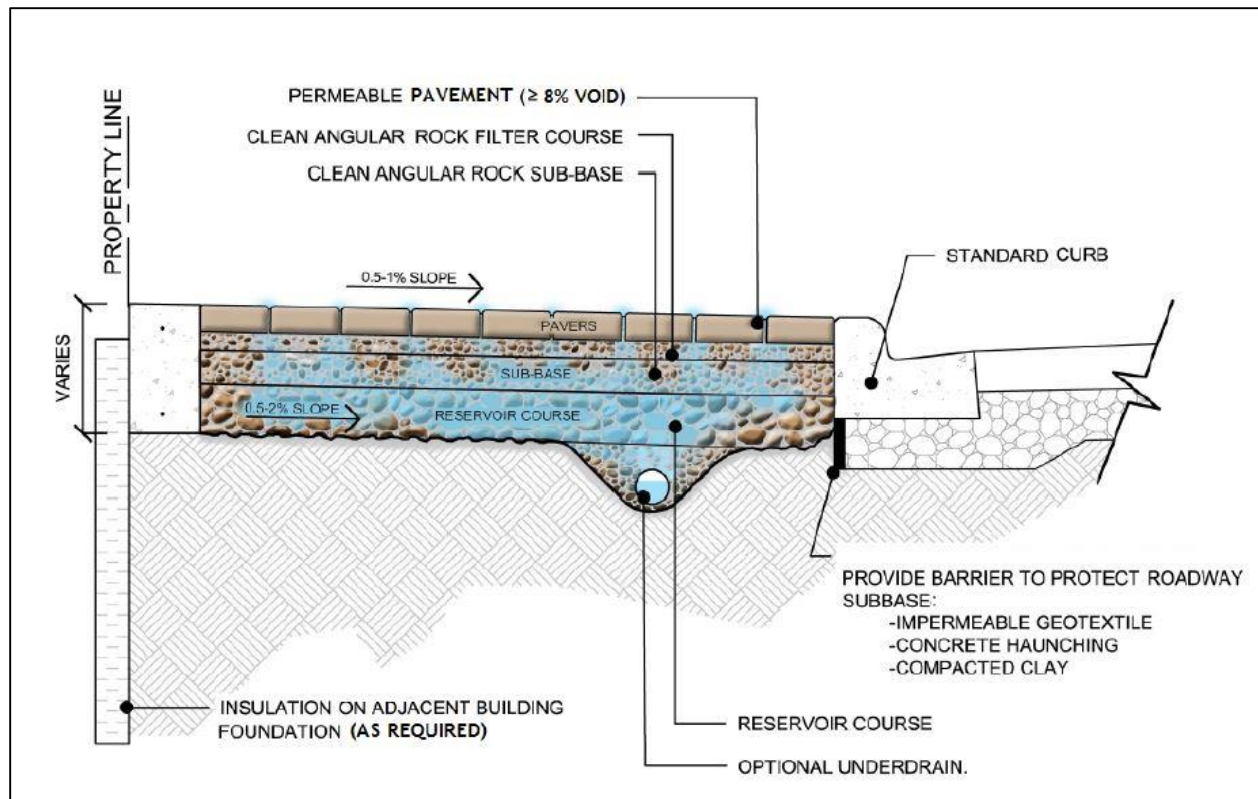 PERMEABLE PAVEMENT (≥ 8% VOID)
CLEAN ANGULAR ROCK FILTER COURSE
CLEAN ANGULAR ROCK SUB-BASE
PROPERTY LINE
STANDARD CURB
0.5-1% SLOPE
PAVERS
VARIES
SUB-BASE
0.5-2% SLOPE
RESERVOIR COURSE
PROVIDE BARRIER TO PROTECT ROADWAY
SUBBASE:
-IMPERMEABLE GEOTEXTILE
-CONCRETE HAUNCHING
-COMPACTED CLAY
INSULATION ON ADJACENT BUILDING
FOUNDATION (AS REQUIRED)
RESERVOIR COURSE
OPTIONAL UNDERDRAIN.